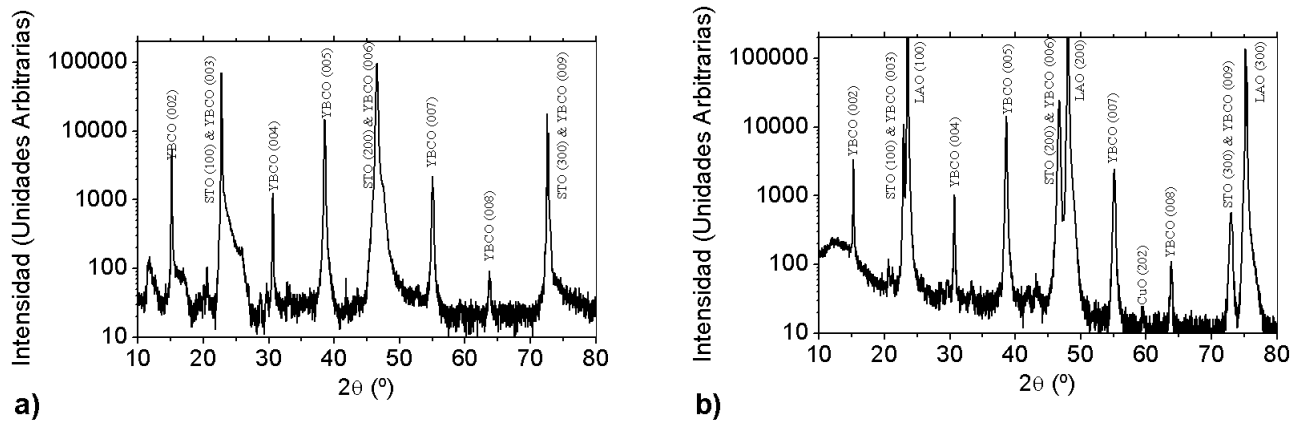 Intensidad (Unidades Arbitrarias)
100000
10000
1000
100
10
YBCO (002)
STO (100) & YBCO (003)
YBCO (004)
YBCO (005)
STO (200) & YBCO (006)
YBCO (007)
YBCO (008)
STO (300) & YBCO (009)
10 20 30 40 50 60 70 80
2θ (º)
a)
Intensidad (Unidades Arbitrarias)
100000
10000
1000
100
10
YBCO (002)
STO (100) & YBCO (003)
LAO (100)
YBCO (004)
YBCO (005)
STO (200) & YBCO (006)
LAO (200)
YBCO (007)
CuO (202)
YBCO (008)
STO (300) & YBCO (009)
LAO (300)
10 20 30 40 50 60 70 80
2θ (º)
b)